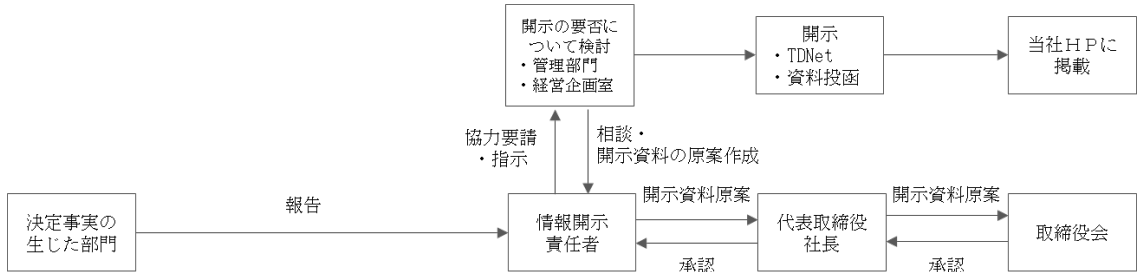 開示の要否に
ついて検討
・管理部門
・経営企画室
開示
・TDNet
・資料投函
当社ＨＰに
掲載
協力要請
・指示
相談・
開示資料の原案作成
決定事実の
生じた部門
報告
情報開示
責任者
開示資料原案
承認
代表取締役
社長
開示資料原案
承認
取締役会